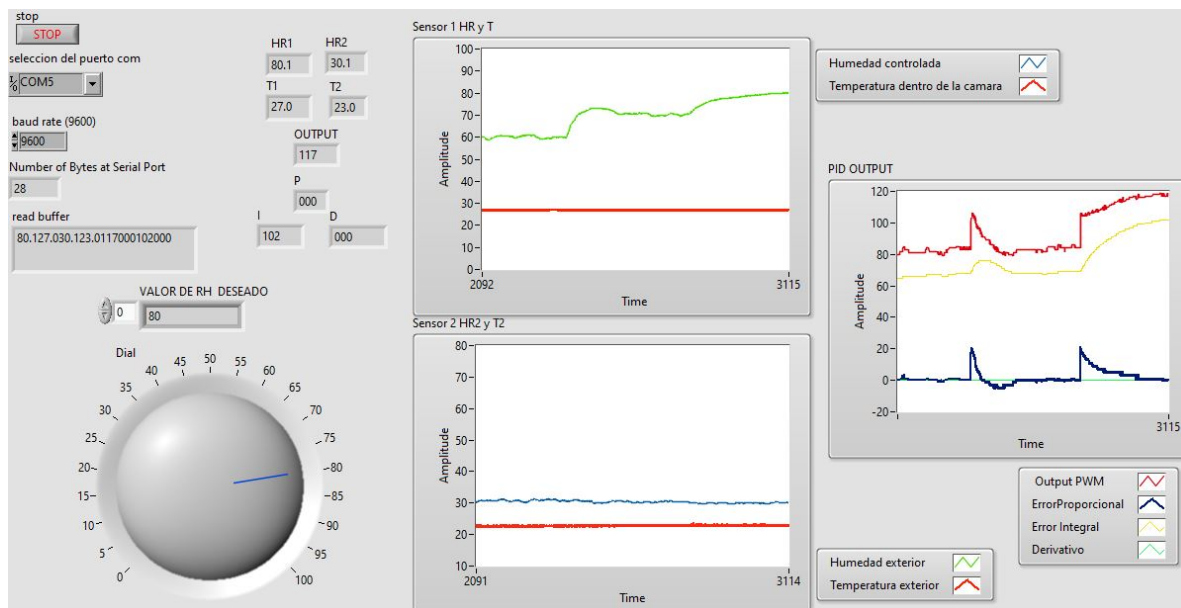 stop
STOP
seleccion del puerto com
COM5
baud rate (9600)
9600
Number of Bytes at Serial Port
28
read buffer
80.127.030.123.0117000102000
HR1 HR2
80.1 30.1
T1 T2
27.0 23.0
OUTPUT
117
P
000
I D
102 000
VALOR DE RH DESEADO
0 80
Dial
0
5
10
15
20
25
30
35
40
45
50
55
60
65
70
75
80
85
90
95
100
Sensor 1 HR y T
100
90
80
70
60
50
40
30
20
10
0
Amplitude
2092 3115
Time
Humedad controlada
Temperatura dentro de la camara
Sensor 2 HR2 y T2
80
70
60
50
40
30
20
10
Amplitude
2091 3114
Time
Humedad exterior
Temperatura exterior
PID OUTPUT
120
100
80
60
40
20
0
-20
Amplitude
3115
Time
Output PWM
ErrorProporcional
Error Integral
Derivativo